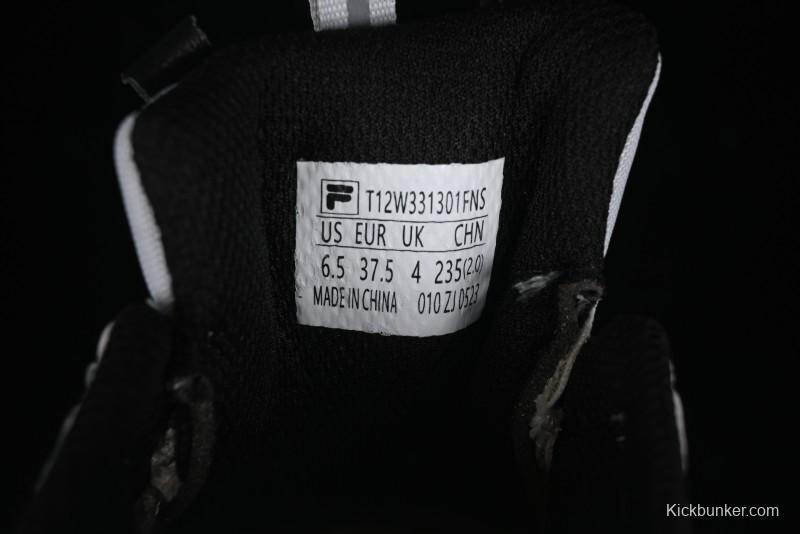 F T12W331301FNS
US EUR UK CHN
6.5 37.5 4 235(2.0)
MADE IN CHINA 010 ZJ 0523
Kickbunker.com